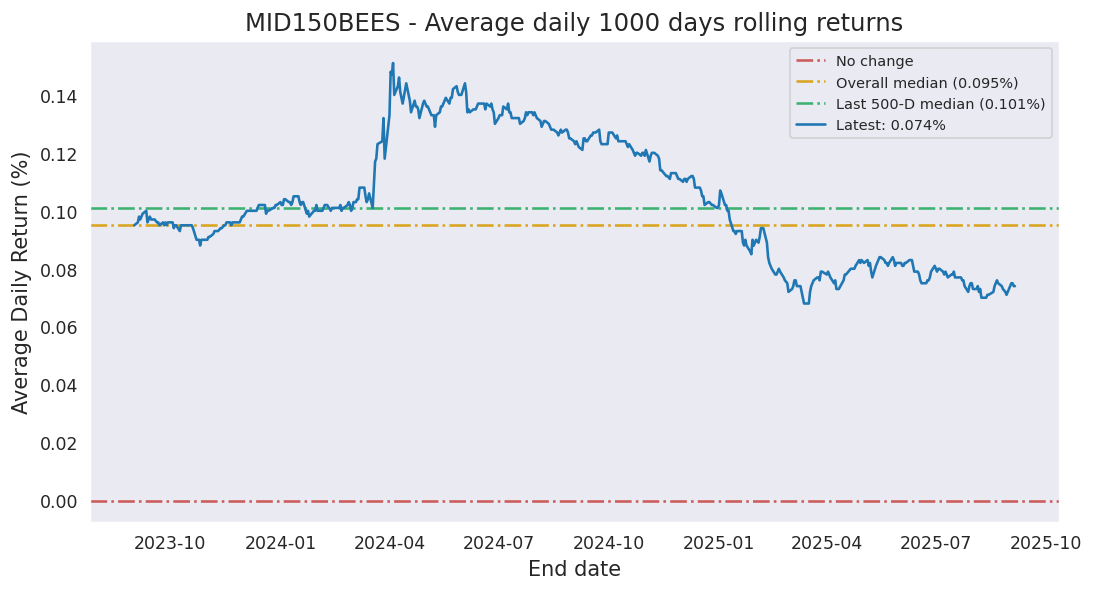 MID150BEES - Average daily 1000 days rolling returns
No change
Overall median (0.095%)
Last 500-D median (0.101%)
Latest: 0.074%
Average Daily Return (%)
0.14
0.12
0.10
0.08
0.06
0.04
0.02
0.00
2023-10 2024-01 2024-04 2024-07 2024-10 2025-01 2025-04 2025-07 2025-10
End date